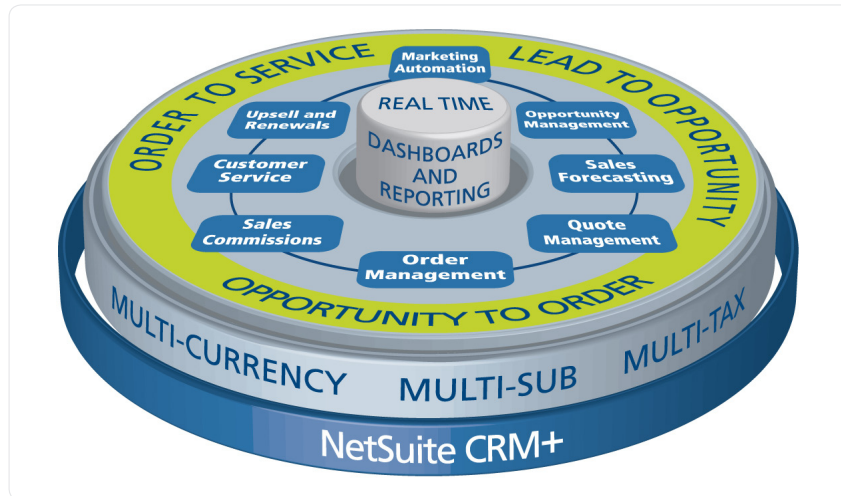 ORDER TO SERVICE
LEAD TO OPPORTUNITY
Marketing
Automation
REAL TIME
DASHBOARDS
AND
REPORTING
Upsell and
Renewals
Opportunity
Management
Customer
Service
Sales
Forecasting
Sales
Commissions
Quote
Management
Order
Management
OPPORTUNITY TO ORDER
MULTI-CURRENCY
MULTI-SUB
MULTI-TAX
NetSuite CRM+